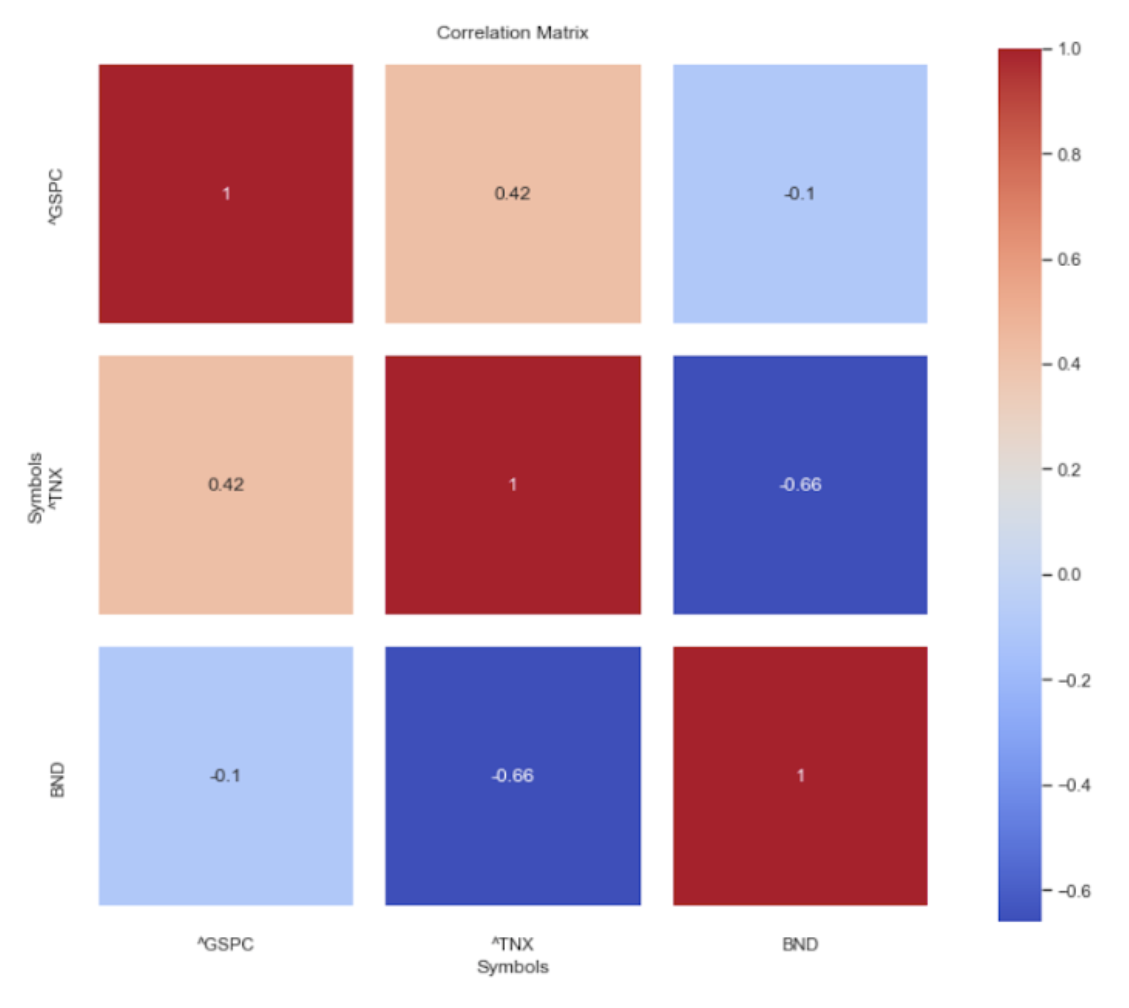 Correlation Matrix
^GSPC
1
0.42
-0.1
Symbols
^TNX
0.42
1
-0.66
BND
-0.1
-0.66
1
^GSPC
^TNX
BND
Symbols
1.0
0.8
0.6
0.4
0.2
0.0
−0.2
−0.4
−0.6